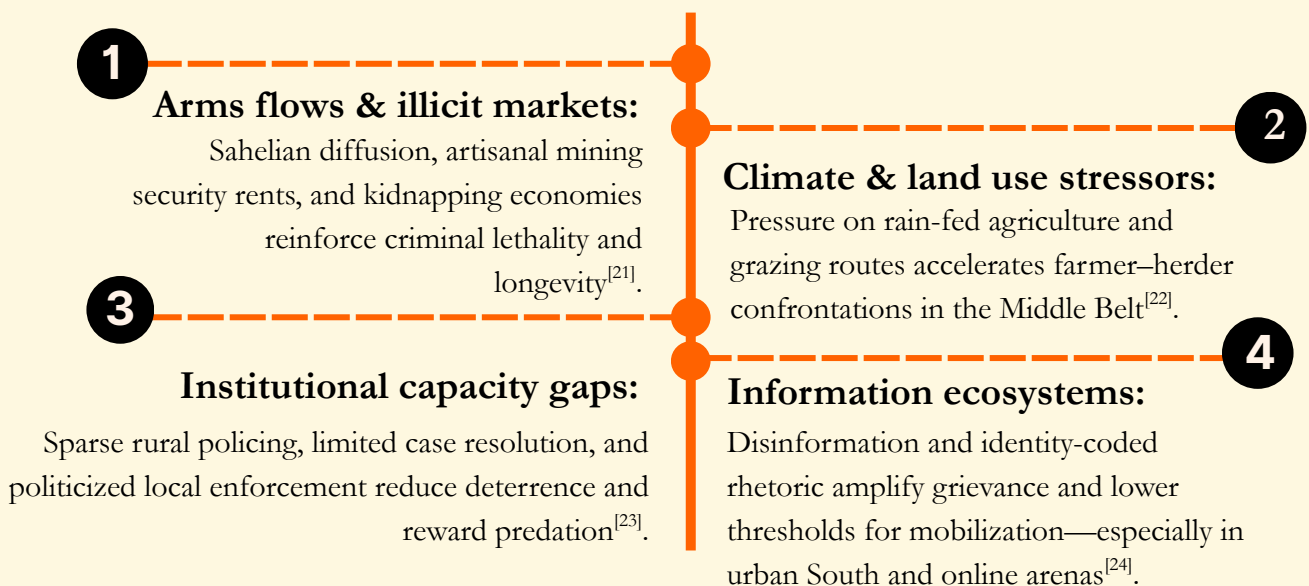 1
Arms flows & illicit markets:
Sahelian diffusion, artisanal mining
security rents, and kidnapping economies
reinforce criminal lethality and
longevity[21].
2
Climate & land use stressors:
Pressure on rain-fed agriculture and
grazing routes accelerates farmer–herder
confrontations in the Middle Belt[22].
3
Institutional capacity gaps:
Sparse rural policing, limited case resolution, and
politicized local enforcement reduce deterrence and
reward predation[23].
4
Information ecosystems:
Disinformation and identity-coded
rhetoric amplify grievance and lower
thresholds for mobilization—especially in
urban South and online arenas[24].